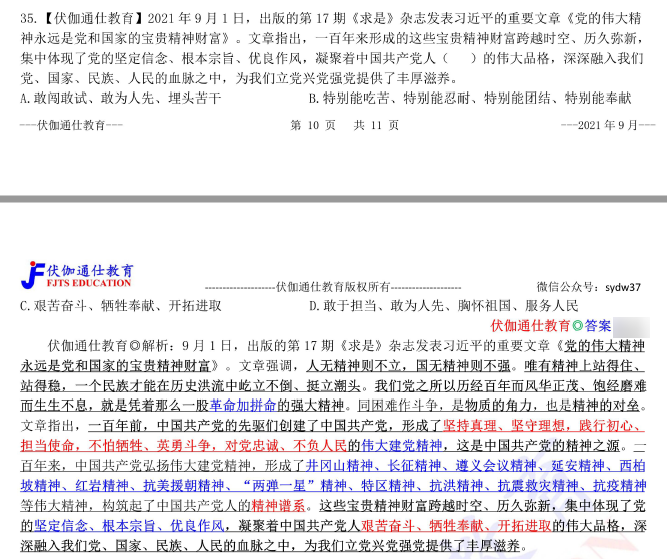 35.【伏伽通仕教育】2021 年 9 月 1 日，出版的第 17 期《求是》杂志发表习近平的重要文章《党的伟大精
神永远是党和国家的宝贵精神财富》。文章指出，一百年来形成的这些宝贵精神财富跨越时空、历久弥新，
集中体现了党的坚定信念、根本宗旨、优良作风，凝聚着中国共产党人（　　）的伟大品格，深深融入我们
党、国家、民族、人民的血脉之中，为我们立党兴党强党提供了丰厚滋养。
A.敢闯敢试、敢为人先、埋头苦干 B.特别能吃苦、特别能忍耐、特别能团结、特别能奉献
---伏伽通仕教育--- 第 10 页 共 11 页 ---2021 年 9 月---
伏伽通仕教育
FJTS EDUCATION
--------------------伏伽通仕教育版权所有-------------------- 微信公众号：sydw37
C.艰苦奋斗、牺牲奉献、开拓进取 D.敢于担当、敢为人先、胸怀祖国、服务人民
伏伽通仕教育◎答案
伏伽通仕教育◎解析：9 月 1 日，出版的第 17 期《求是》杂志发表习近平的重要文章《党的伟大精神
永远是党和国家的宝贵精神财富》。文章强调，人无精神则不立，国无精神则不强。唯有精神上站得住、
站得稳，一个民族才能在历史洪流中屹立不倒、挺立潮头。我们党之所以历经百年而风华正茂、饱经磨难
而生生不息，就是凭着那么一股革命加拼命的强大精神。同困难作斗争，是物质的角力，也是精神的对垒。
文章指出，一百年前，中国共产党的先驱们创建了中国共产党，形成了坚持真理、坚守理想，践行初心、
担当使命，不怕牺牲、英勇斗争，对党忠诚、不负人民的伟大建党精神，这是中国共产党的精神之源。一
百年来，中国共产党弘扬伟大建党精神，形成了井冈山精神、长征精神、遵义会议精神、延安精神、西柏
坡精神、红岩精神、抗美援朝精神、“两弹一星”精神、特区精神、抗洪精神、抗震救灾精神、抗疫精神
等伟大精神，构筑起了中国共产党人的精神谱系。这些宝贵精神财富跨越时空、历久弥新，集中体现了党
的坚定信念、根本宗旨、优良作风，凝聚着中国共产党人艰苦奋斗、牺牲奉献、开拓进取的伟大品格，深
深融入我们党、国家、民族、人民的血脉之中，为我们立党兴党强党提供了丰厚滋养。